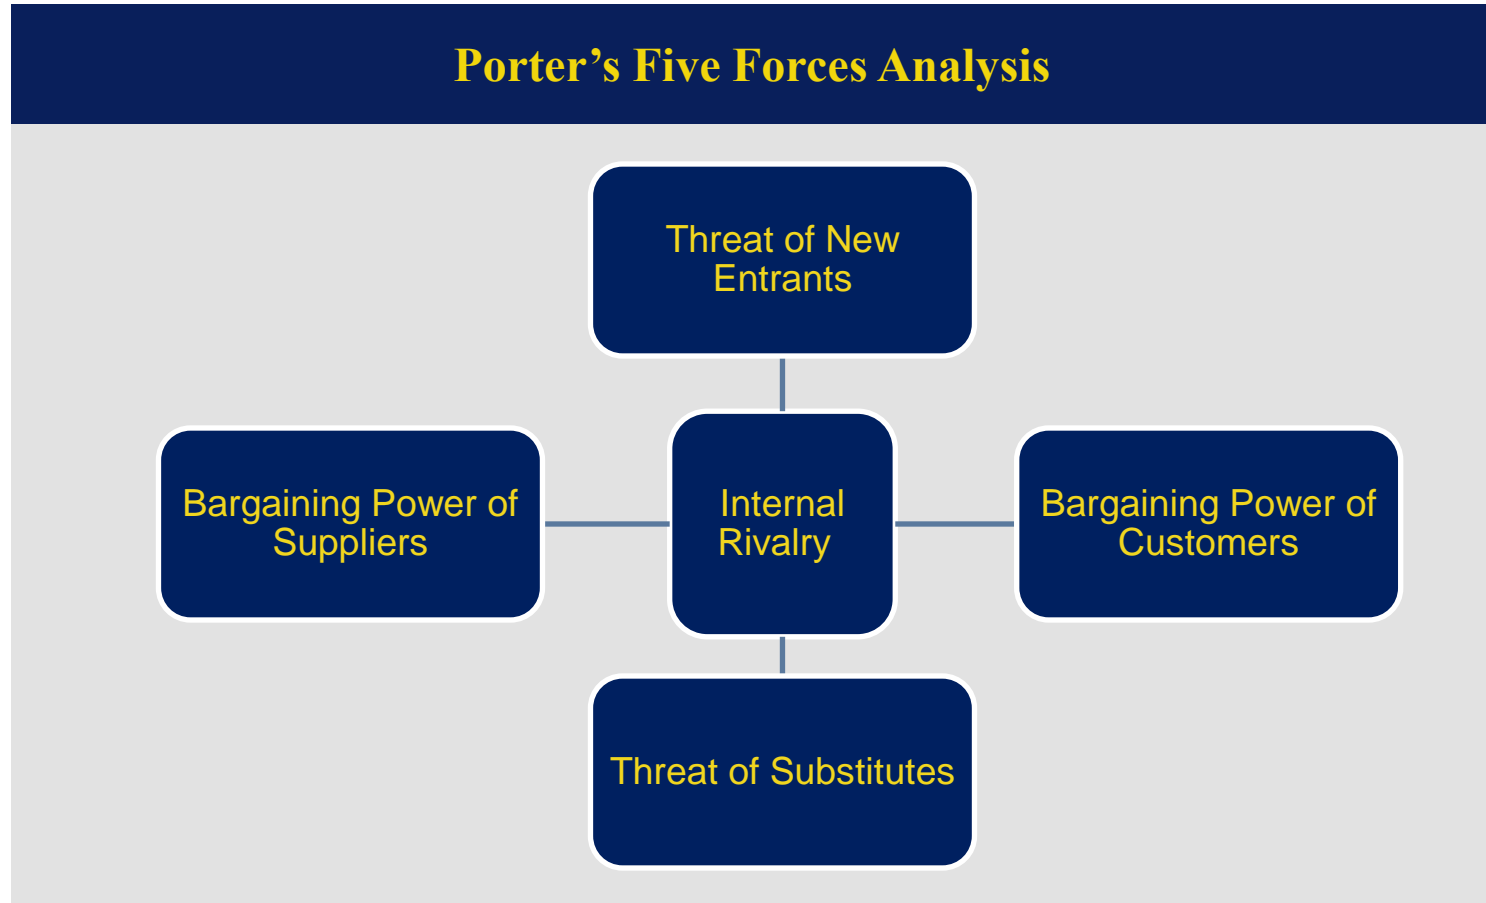 Porter’s Five Forces Analysis
Threat of New
Entrants
Bargaining Power of
Suppliers
Internal
Rivalry
Bargaining Power of
Customers
Threat of Substitutes